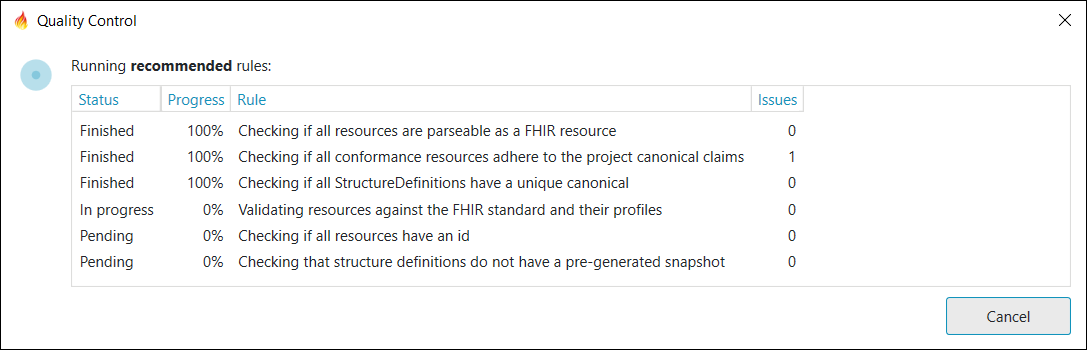 Quality Control
Running recommended rules:
Status Progress Rule Issues
Finished 100% Checking if all resources are parseable as a FHIR resource 0
Finished 100% Checking if all conformance resources adhere to the project canonical claims 1
Finished 100% Checking if all StructureDefinitions have a unique canonical 0
In progress 0% Validating resources against the FHIR standard and their profiles 0
Pending 0% Checking if all resources have an id 0
Pending 0% Checking that structure definitions do not have a pre-generated snapshot 0
Cancel